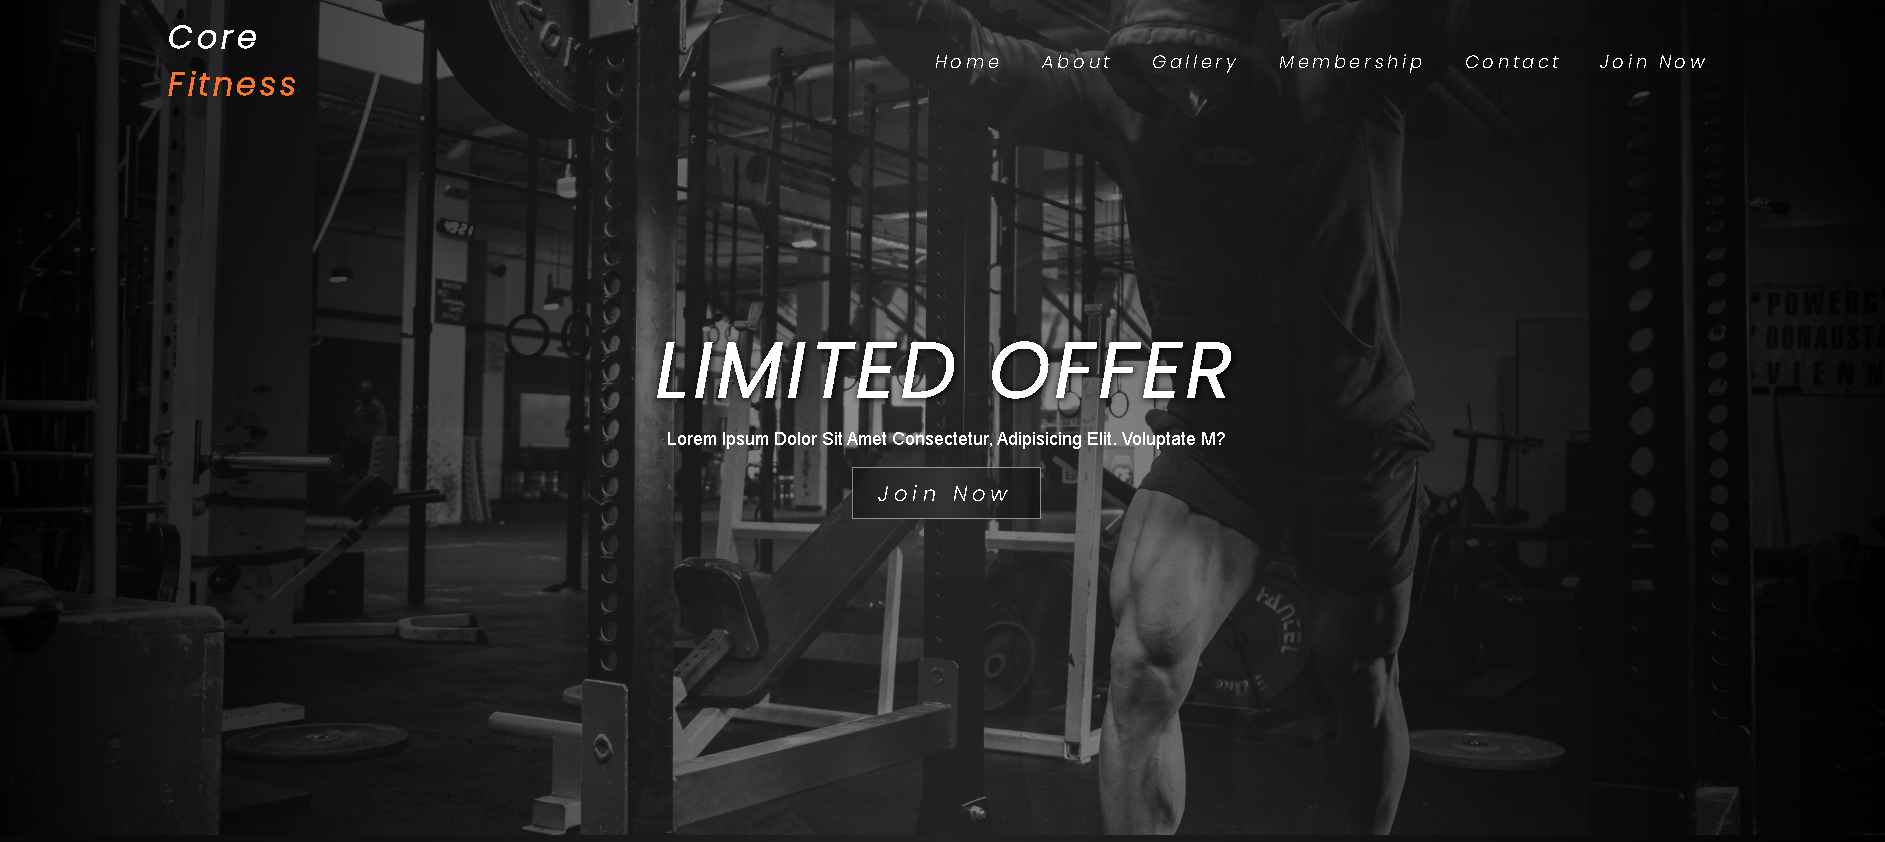 Core
Fitness
Home About Gallery Membership Contact Join Now
LIMITED OFFER
Lorem Ipsum Dolor Sit Amet Consectetur, Adipisicing Elit. Voluptate M?
Join Now